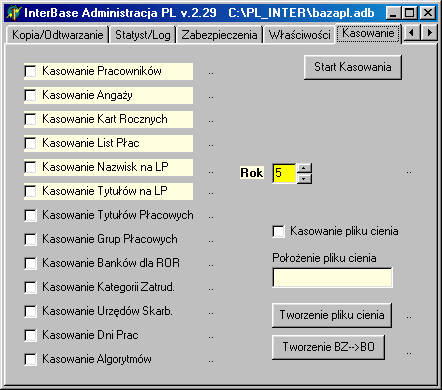 InterBase Administracja PL v.2.29 C:\PL_INTER\bazapl.adb
Kopia/Odtwarzanie Statyst/Log Zabezpieczenia Właściwości Kasowanie
Kasowanie Pracowników ..
Start Kasowania
Kasowanie Angaży ..
Kasowanie Kart Rocznych ..
Kasowanie List Płac ..
Kasowanie Nazwisk na LP ..
Rok 5 ..
Kasowanie Tytułów na LP ..
Kasowanie Tytułów Płacowych ..
Kasowanie Grup Płacowych ..
Kasowanie pliku cienia
Kasowanie Banków dla ROR ..
Położenie pliku cienia
Kasowanie Kategorii Zatrud. ..
Kasowanie Urzędów Skarb. ..
Tworzenie pliku cienia ..
Kasowanie Dni Prac ..
Tworzenie BZ-->BO ..
Kasowanie Algorytmów ..